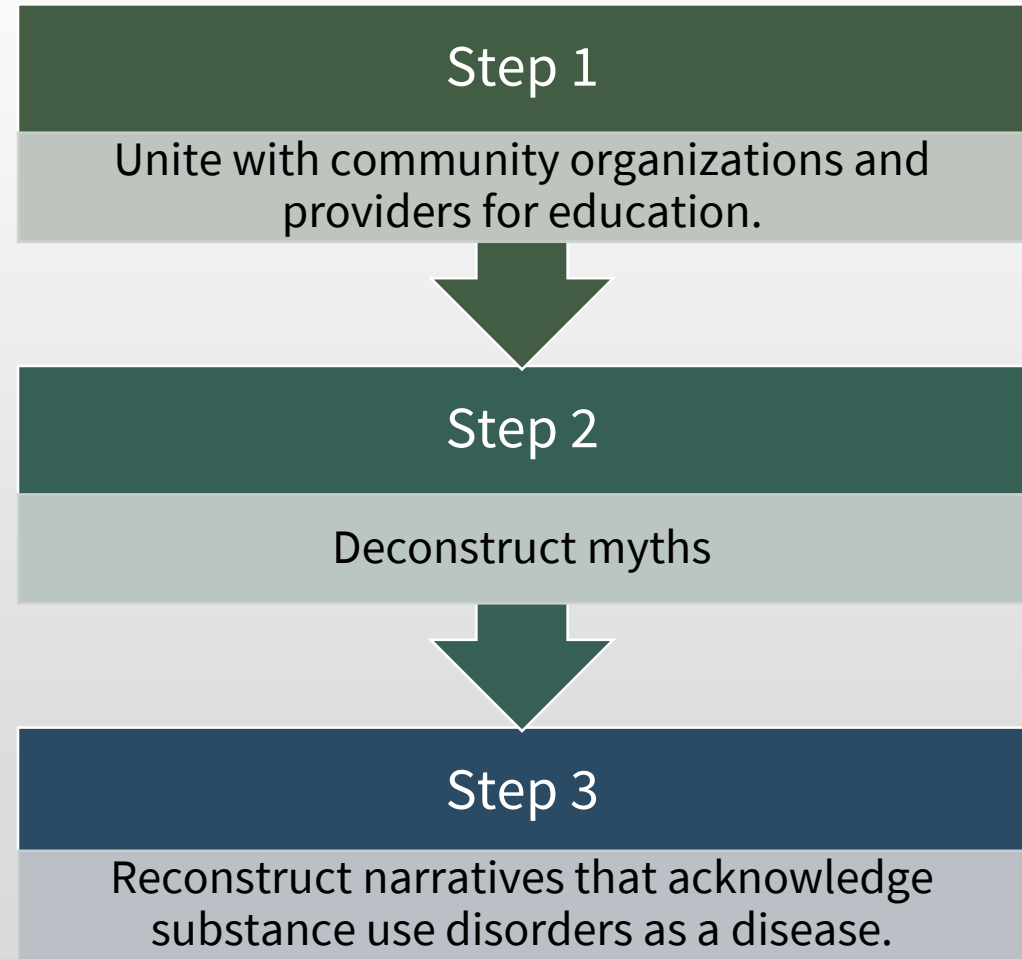 Step 1
Unite with community organizations and
providers for education.
Step 2
Deconstruct myths
Step 3
Reconstruct narratives that acknowledge
substance use disorders as a disease.